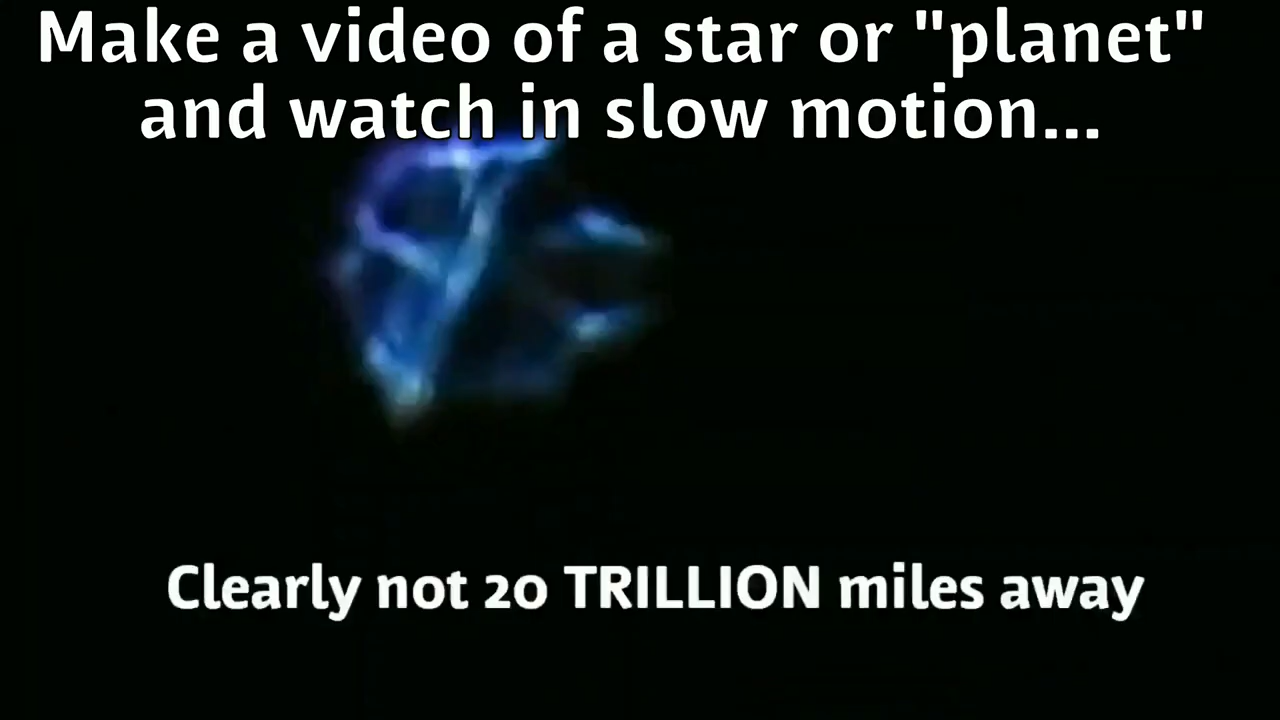 Make a video of a star or "planet"
and watch in slow motion...
Clearly not 20 TRILLION miles away